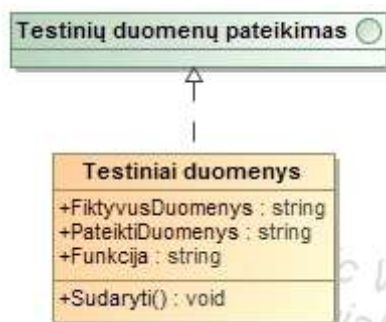 Testinių duomenų pateikimas
Testiniai duomenys
+FiktyvusDuomenys : string
+PateiktiDuomenys : string
+Funkcija : string
+Sudaryti() : void